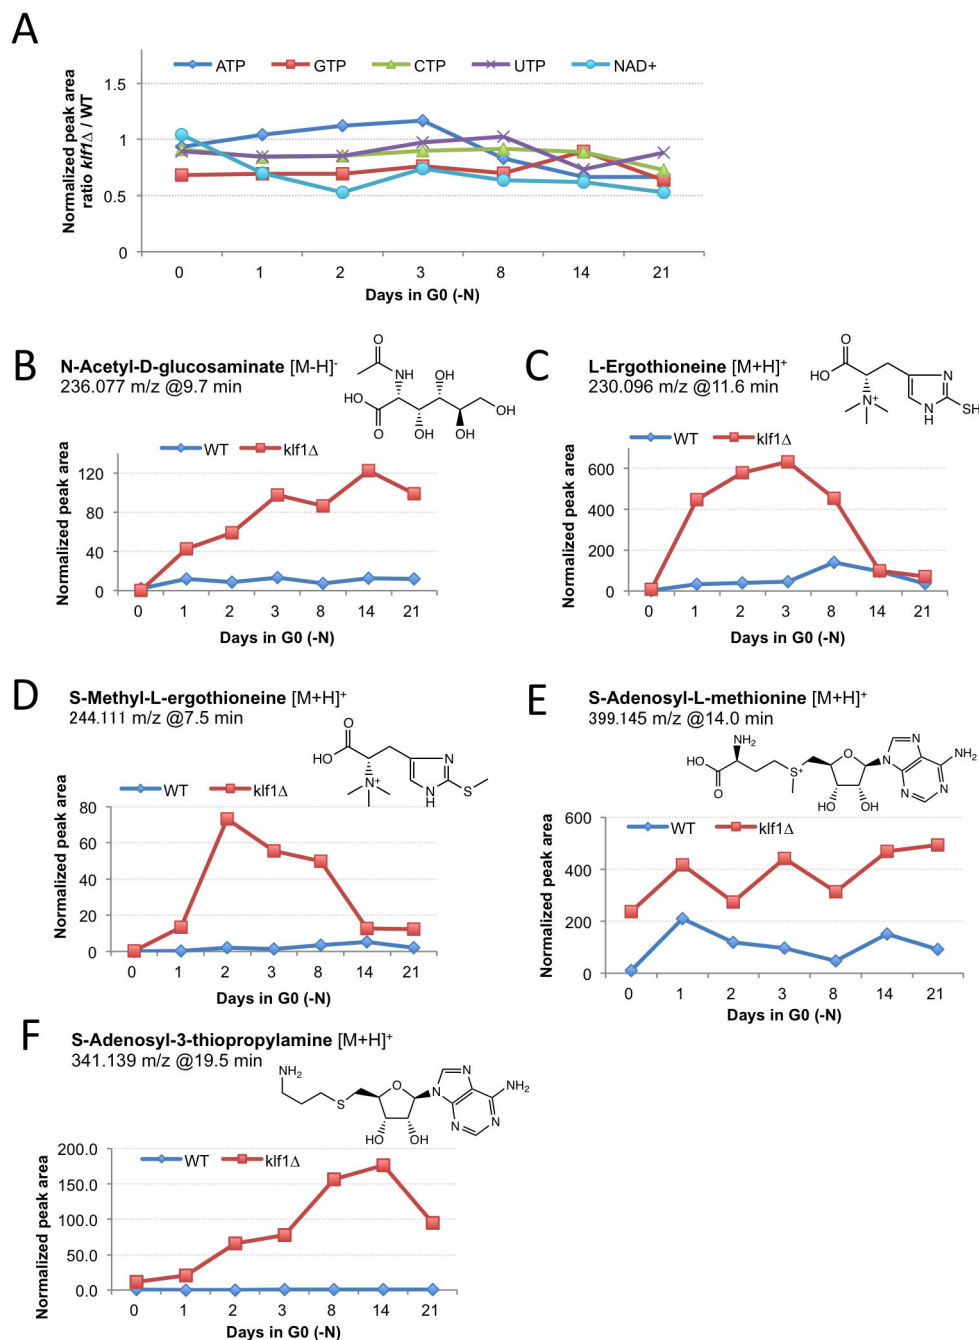 A
Normalized peak area
ratio klf1Δ / WT
ATP GTP CTP UTP NAD+
1.5
1
0.5
0
0 1 2 3 8 14 21
Days in G0 (-N)
B
N-Acetyl-D-glucosaminate [M-H]-
236.077 m/z @9.7 min
O
NH
OH
HO
OH
O
OH
OH
WT klf1Δ
Normalized peak area
120
80
40
0
0 1 2 3 8 14 21
Days in G0 (-N)
C
L-Ergothioneine [M+H]+
230.096 m/z @11.6 min
O
HO
N
SH
N+
NH
WT klf1Δ
Normalized peak area
600
400
200
0
0 1 2 3 8 14 21
Days in G0 (-N)
D
S-Methyl-L-ergothioneine [M+H]+
244.111 m/z @7.5 min
O
HO
N
N+
N
H
S
WT klf1Δ
Normalized peak area
80
60
40
20
0
0 1 2 3 8 14 21
Days in G0 (-N)
E
S-Adenosyl-L-methionine [M+H]+
399.145 m/z @14.0 min
NH2
HO
O
S+
O
N
N
NH2
N
N
HO OH
WT klf1Δ
Normalized peak area
600
400
200
0
0 1 2 3 8 14 21
Days in G0 (-N)
F
S-Adenosyl-3-thiopropylamine [M+H]+
341.139 m/z @19.5 min
NH2
S
O
N
N
NH2
N
N
HO OH
WT klf1Δ
Normalized peak area
200.0
150.0
100.0
50.0
0.0
0 1 2 3 8 14 21
Days in G0 (-N)